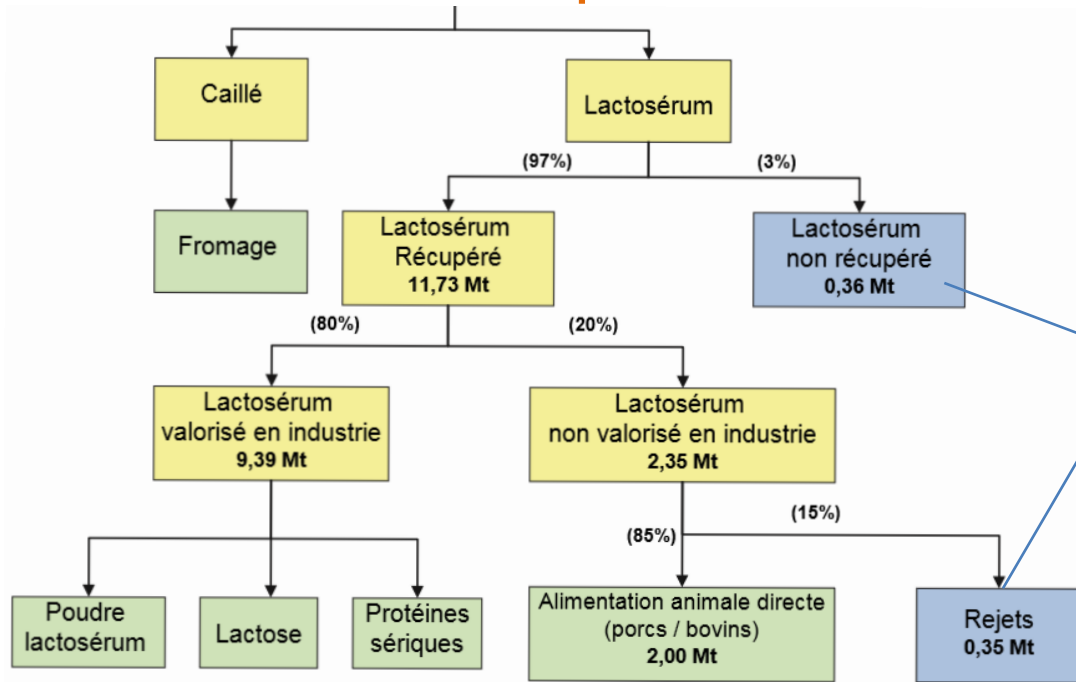 Caillé
Lactosérum
(97%)
(3%)
Fromage
Lactosérum
Récupéré
11,73 Mt
Lactosérum
non récupéré
0,36 Mt
(80%)
(20%)
Lactosérum
valorisé en industrie
9,39 Mt
Lactosérum
non valorisé en industrie
2,35 Mt
(85%)
(15%)
Poudre
lactosérum
Lactose
Protéines
sériques
Alimentation animale directe
(porcs / bovins)
2,00 Mt
Rejets
0,35 Mt